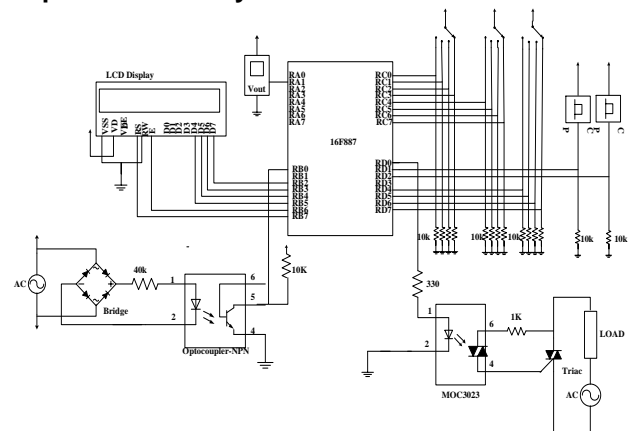 LCD Display
VSS
VD
VDE
RS
RW
E
D0
D1
D2
D3
D4
D5
D6
D7
Vout
RA0
RA1
RA2
RA3
RA4
RA5
RA6
RA7
RB0
RB1
RB2
RB3
RB4
RB5
RB6
RB7
16F887
RC0
RC1
RC2
RC3
RC4
RC5
RC6
RC7
RD0
RD1
RD2
RD3
RD4
RD5
RD6
RD7
P
C
P
C
10k
10k
10k
10k
10k
AC
Bridge
40k
1
2
6
5
4
Optocoupler-NPN
10K
330
1
2
6
4
MOC3023
1K
Triac
LOAD
AC